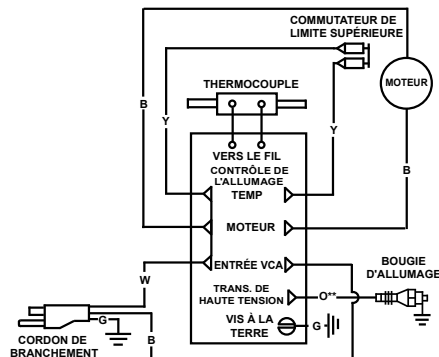 COMMUTATEUR DE
LIMITE SUPÉRIEURE
THERMOCOUPLE
MOTEUR
B
Y
Y
VERS LE FIL
CONTRÔLE DE
L'ALLUMAGE
TEMP
B
MOTEUR
W
ENTRÉE VCA
BOUGIE
D'ALLUMAGE
TRANS. DE
HAUTE TENSION
O**
G
VIS À LA
TERRE
G
CORDON DE
BRANCHEMENT
B